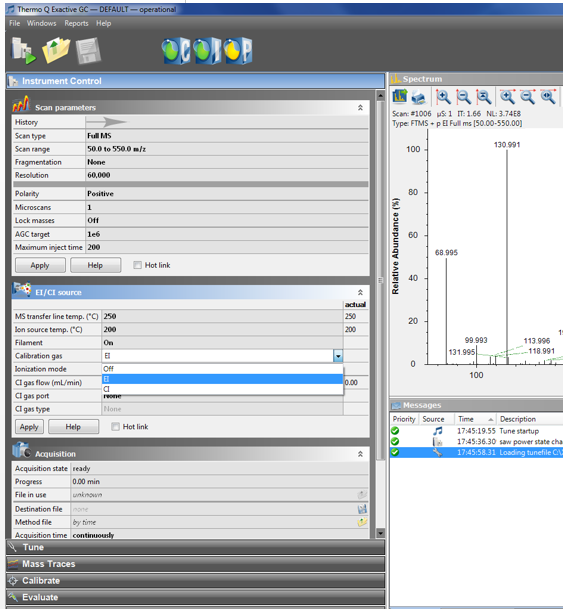 Thermo Q Exactive GC — DEFAULT — operational
File Windows Reports Help
C I P
Instrument Control
Scan parameters
History
Scan type Full MS
Scan range 50.0 to 550.0 m/z
Fragmentation None
Resolution 60,000
Polarity Positive
Microscans 1
Lock masses Off
AGC target 1e6
Maximum inject time 200
Apply Help Hot link
EI/CI source
actual
MS transfer line temp. (°C) 250 250
Ion source temp. (°C) 200 200
Filament On
Calibration gas EI
Ionization mode Off
EI
CI gas flow (mL/min) CI 0.00
CI gas port None
CI gas type None
Apply Help Hot link
Acquisition
Acquisition state ready
Progress 0.00 min
File in use unknown
Destination file none
Method file by time
Acquisition time continuously
Tune
Mass Traces
Calibrate
Evaluate
Spectrum
Scan: #1006 µS: 1 IT: 1.66 NL: 3.74E8
Type: FTMS + p EI Full ms [50.00-550.00]
130.991
100
80
68.995
60
40
20
99.993
113.996
131.995
118.991
0
100
Relative Abundance (%)
Messages
Priority Source Time Description
17:45:19.55 Tune startup
17:45:36.30 saw power state cha
17:45:58.31 Loading tunefile C:\